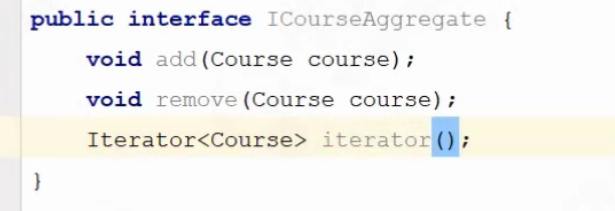 public interface ICourseAggregate {
    void add(Course course);
    void remove(Course course);
    Iterator<Course> iterator();
}